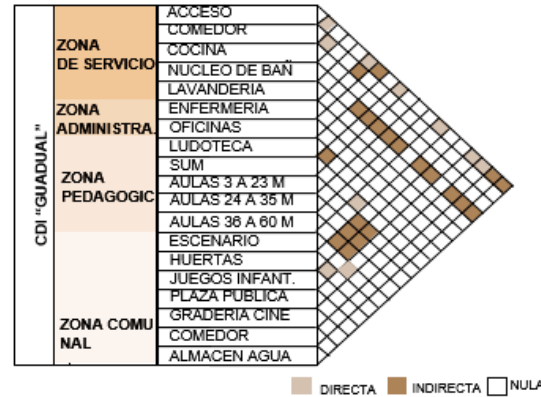 CDI "GUADUAL"
ZONA
DE SERVICIO
ZONA
ADMINISTRA.
ZONA
PEDAGOGIC
ZONA COMU
NAL
ACCESO
COMEDOR
COCINA
NUCLEO DE BAÑ
LAVANDERIA
ENFERMERIA
OFICINAS
LUDOTECA
SUM
AULAS 3 A 23 M
AULAS 24 A 35 M
AULAS 36 A 60 M
ESCENARIO
HUERTAS
JUEGOS INFANT.
PLAZA PUBLICA
GRADERIA CINE
COMEDOR
ALMACEN AGUA
DIRECTA INDIRECTA NULA